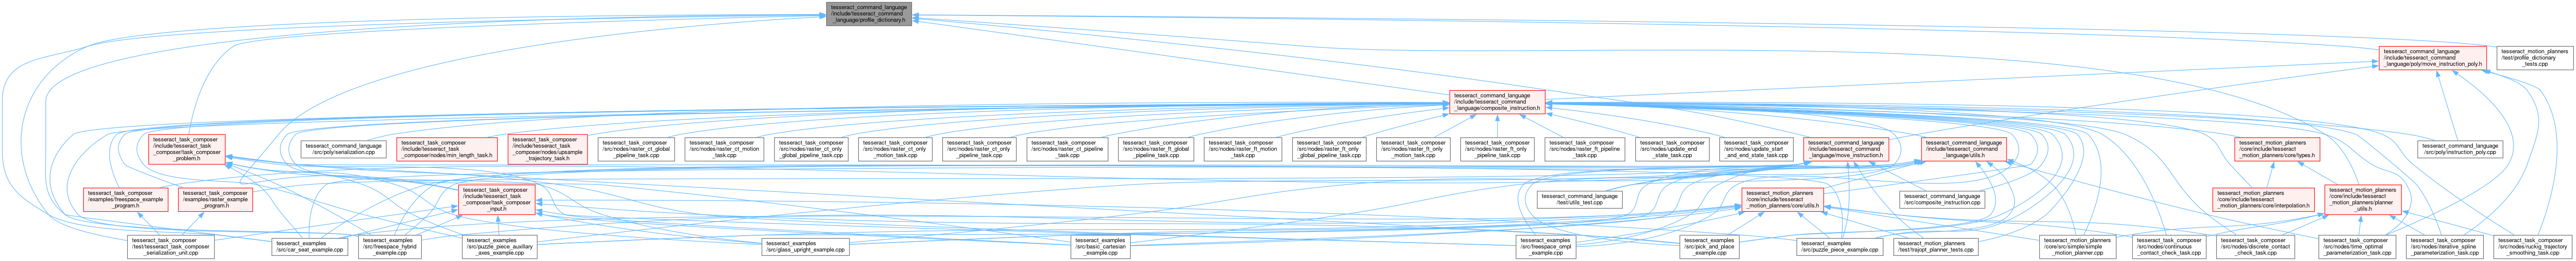 tesseract_command_language
/include/tesseract_command
_language/profile_dictionary.h
tesseract_command_language
/include/tesseract_command
_language/poly/move_instruction_poly.h
tesseract_motion_planners
/test/profile_dictionary
_tests.cpp
tesseract_command_language
/include/tesseract_command
_language/composite_instruction.h
tesseract_task_composer
/include/tesseract_task
_composer/task_composer
_problem.h
tesseract_command_language
/src/poly/serialization.cpp
tesseract_task_composer
/include/tesseract_task
_composer/nodes/min_length_task.h
tesseract_task_composer
/include/tesseract_task
_composer/nodes/upsample
_trajectory_task.h
tesseract_task_composer
/src/nodes/raster_ct_global
_pipeline_task.cpp
tesseract_task_composer
/src/nodes/raster_ct_motion
_task.cpp
tesseract_task_composer
/src/nodes/raster_ct_only
_global_pipeline_task.cpp
tesseract_task_composer
/src/nodes/raster_ct_only
_motion_task.cpp
tesseract_task_composer
/src/nodes/raster_ct_only
_pipeline_task.cpp
tesseract_task_composer
/src/nodes/raster_ct_pipeline
_task.cpp
tesseract_task_composer
/src/nodes/raster_ft_global
_pipeline_task.cpp
tesseract_task_composer
/src/nodes/raster_ft_motion
_task.cpp
tesseract_task_composer
/src/nodes/raster_ft_only
_global_pipeline_task.cpp
tesseract_task_composer
/src/nodes/raster_ft_only
_motion_task.cpp
tesseract_task_composer
/src/nodes/raster_ft_only
_pipeline_task.cpp
tesseract_task_composer
/src/nodes/raster_ft_pipeline
_task.cpp
tesseract_task_composer
/src/nodes/update_end
_state_task.cpp
tesseract_task_composer
/src/nodes/update_start
_and_end_state_task.cpp
tesseract_command_language
/include/tesseract_command
_language/move_instruction.h
tesseract_command_language
/include/tesseract_command
_language/utils.h
tesseract_motion_planners
/core/include/tesseract
_motion_planners/core/types.h
tesseract_command_language
/src/poly/instruction_poly.cpp
tesseract_task_composer
/examples/freespace_example
_program.h
tesseract_task_composer
/examples/raster_example
_program.h
tesseract_task_composer
/include/tesseract_task
_composer/task_composer
_input.h
tesseract_command_language
/test/utils_test.cpp
tesseract_motion_planners
/core/include/tesseract
_motion_planners/core/utils.h
tesseract_command_language
/src/composite_instruction.cpp
tesseract_motion_planners
/core/include/tesseract
_motion_planners/core/interpolation.h
tesseract_motion_planners
/core/include/tesseract
_motion_planners/planner
_utils.h
tesseract_task_composer
/test/tesseract_task_composer
_serialization_unit.cpp
tesseract_examples
/src/car_seat_example.cpp
tesseract_examples
/src/freespace_hybrid
_example.cpp
tesseract_examples
/src/puzzle_piece_auxillary
_axes_example.cpp
tesseract_examples
/src/glass_upright_example.cpp
tesseract_examples
/src/basic_cartesian
_example.cpp
tesseract_examples
/src/freespace_ompl
_example.cpp
tesseract_examples
/src/pick_and_place
_example.cpp
tesseract_examples
/src/puzzle_piece_example.cpp
tesseract_motion_planners
/test/trajopt_planner_tests.cpp
tesseract_motion_planners
/core/src/simple/simple
_motion_planner.cpp
tesseract_task_composer
/src/nodes/continuous
_contact_check_task.cpp
tesseract_task_composer
/src/nodes/discrete_contact
_check_task.cpp
tesseract_task_composer
/src/nodes/time_optimal
_parameterization_task.cpp
tesseract_task_composer
/src/nodes/iterative_spline
_parameterization_task.cpp
tesseract_task_composer
/src/nodes/ruckig_trajectory
_smoothing_task.cpp